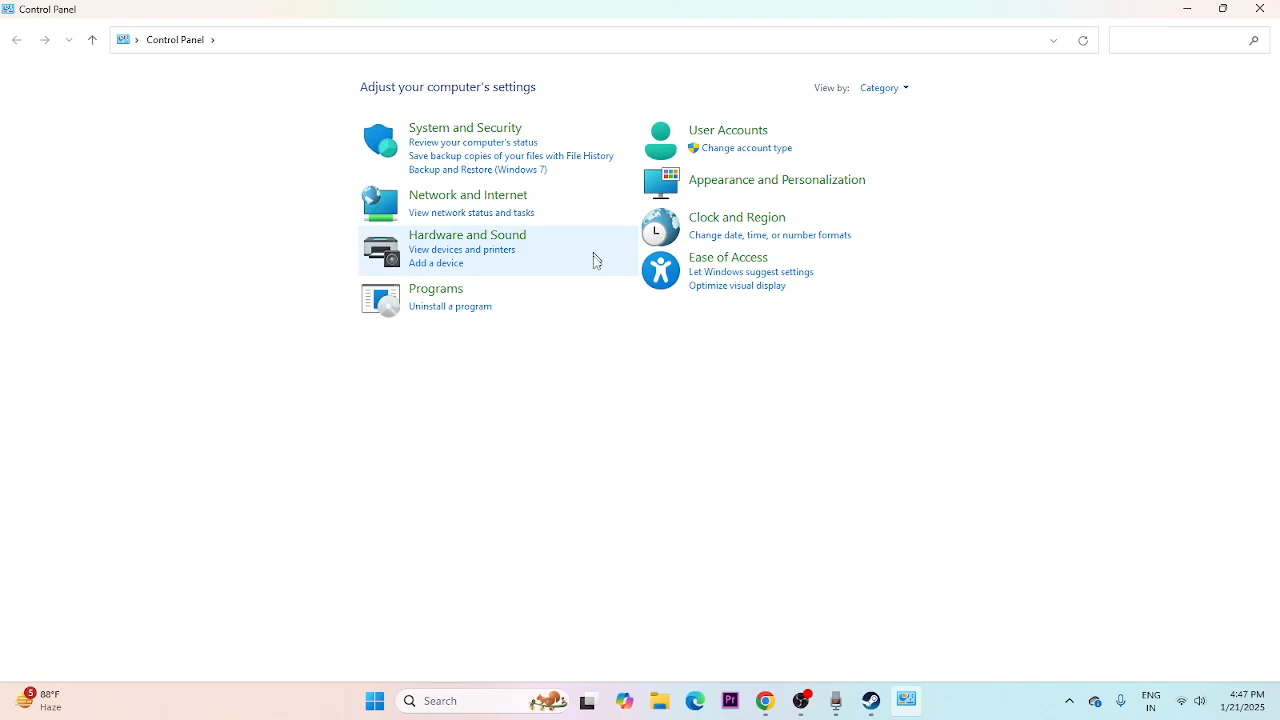 Control Panel
Control Panel
Adjust your computer's settings
View by: Category
System and Security
Review your computer's status
Save backup copies of your files with File History
Backup and Restore (Windows 7)
Network and Internet
View network status and tasks
Hardware and Sound
View devices and printers
Add a device
Programs
Uninstall a program
User Accounts
Change account type
Appearance and Personalization
Clock and Region
Change date, time, or number formats
Ease of Access
Let Windows suggest settings
Optimize visual display
5
88°F
Haze
Search
Pr
ENG
IN
4:47 PM
1/21/2025